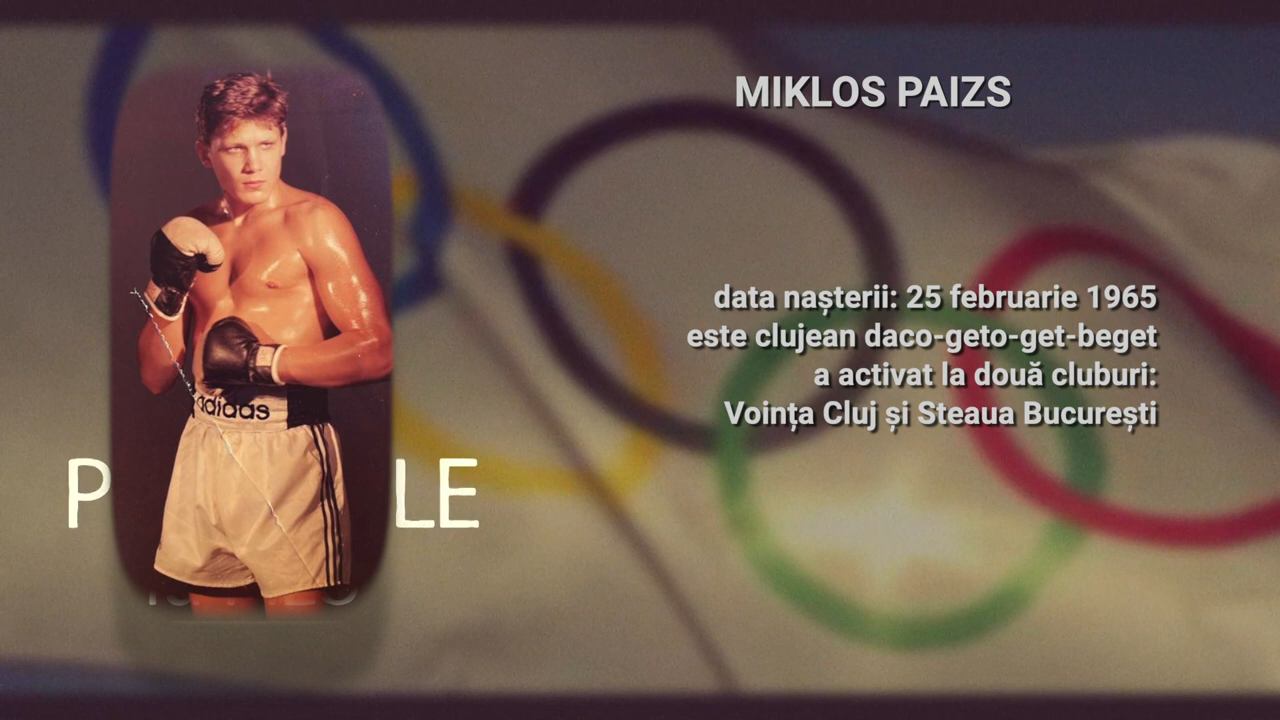 MIKLOS PAIZS
data nașterii: 25 februarie 1965
este clujean daco-geto-get-beget
a activat la două cluburi:
Voința Cluj și Steaua București
adidas